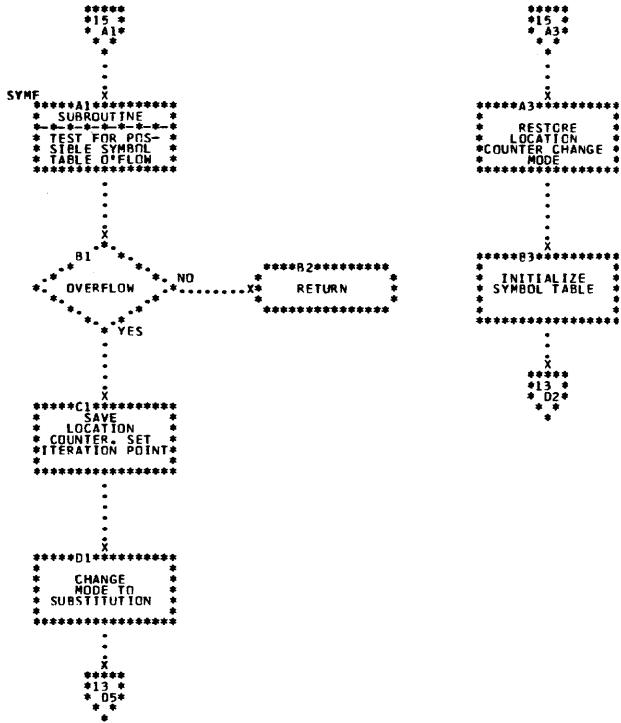 15
A1
SYMF
A1
SUBROUTINE
TEST FOR POS-
SIBLE SYMBOL
TABLE O'FLOW
B1
OVERFLOW
NO
YES
B2
RETURN
C1
SAVE
LOCATION
COUNTER. SET
ITERATION POINT
D1
CHANGE
MODE TO
SUBSTITUTION
13
D5
15
A3
A3
RESTORE
LOCATION
COUNTER CHANGE
MODE
B3
INITIALIZE
SYMBOL TABLE
13
D2